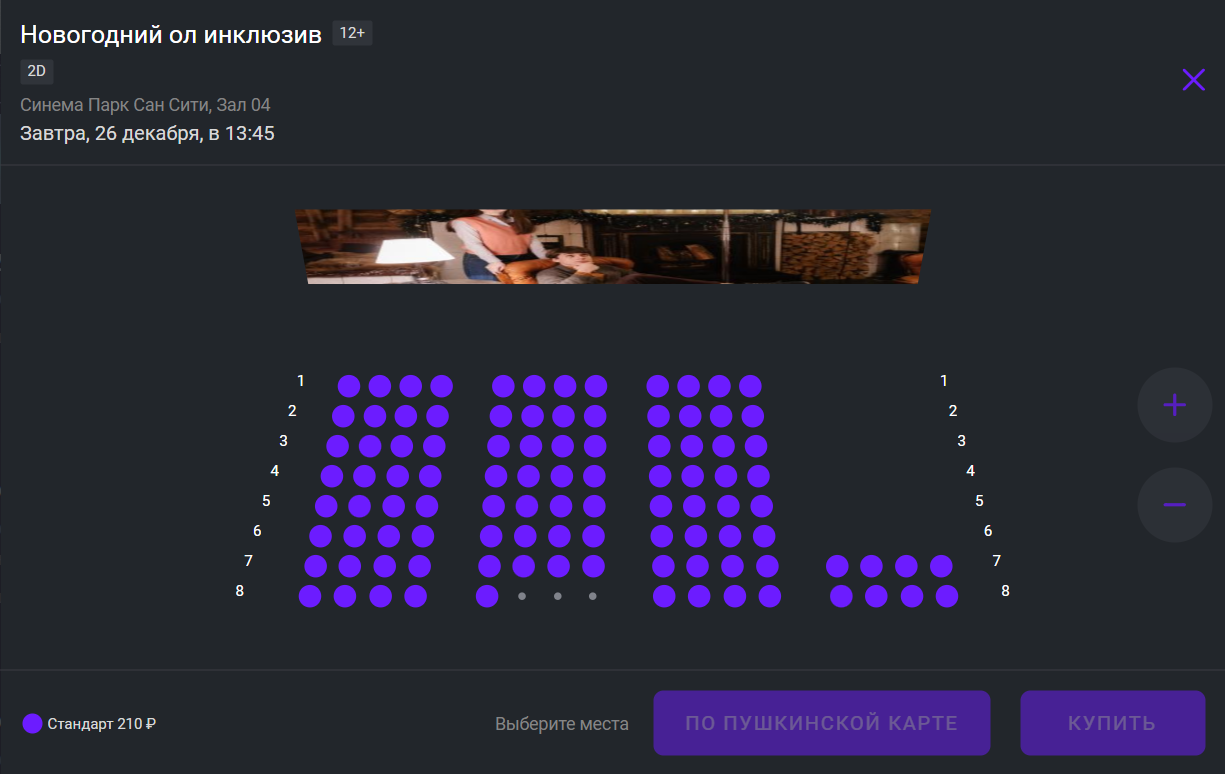 Новогодний ол инклюзив 12+
2D
Синема Парк Сан Сити, Зал 04
Завтра, 26 декабря, в 13:45
1 1
2 2
3 3
4 4
5 5
6 6
7 7
8 8
Стандарт 210 ₽
Выберите места
ПО ПУШКИНСКОЙ КАРТЕ
КУПИТЬ